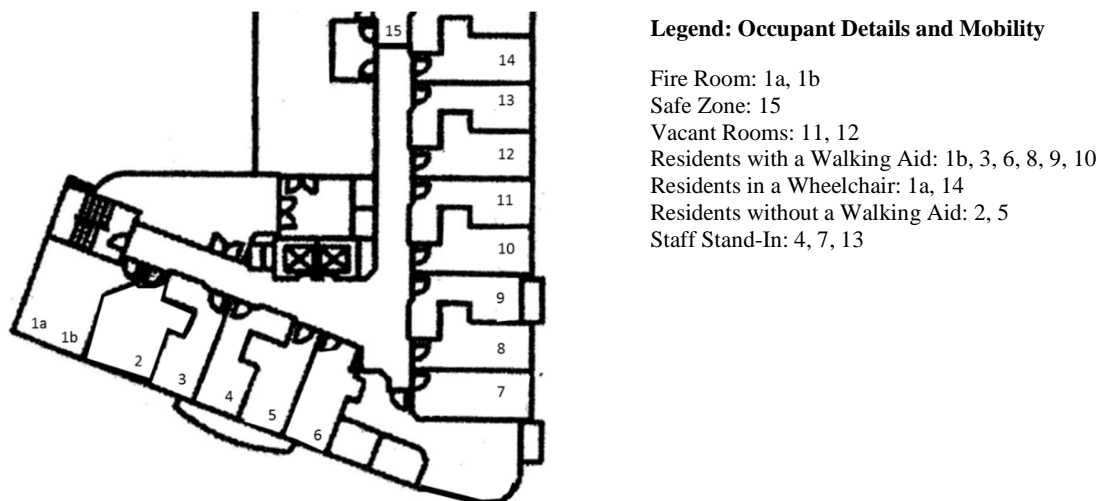 15
14
13
12
11
10
9
8
7
1a
1b
2
3
4
5
6
Legend: Occupant Details and Mobility
Fire Room: 1a, 1b
Safe Zone: 15
Vacant Rooms: 11, 12
Residents with a Walking Aid: 1b, 3, 6, 8, 9, 10
Residents in a Wheelchair: 1a, 14
Residents without a Walking Aid: 2, 5
Staff Stand-In: 4, 7, 13